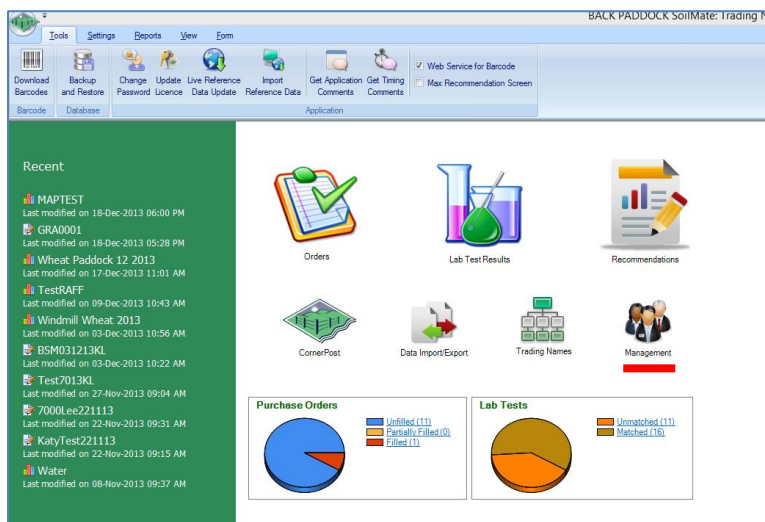 BACK PADDOCK SoilMate: Trading N
Tools Settings Reports View Form
Download Barcodes
Backup and Restore
Change Password
Update Licence
Live Reference Data Update
Import Reference Data
Get Application Comments
Get Timing Comments
Web Service for Barcode
Max Recommendation Screen
Barcode Database Application
Recent
MAPTEST
Last modified on 18-Dec-2013 06:00 PM
GRA0001
Last modified on 18-Dec-2013 05:28 PM
Wheat Paddock 12 2013
Last modified on 17-Dec-2013 11:01 AM
TestRAFF
Last modified on 09-Dec-2013 10:43 AM
Windmill Wheat 2013
Last modified on 03-Dec-2013 10:56 AM
BSM031213KL
Last modified on 03-Dec-2013 10:22 AM
Test7013KL
Last modified on 27-Nov-2013 09:04 AM
7000Lee221113
Last modified on 22-Nov-2013 09:31 AM
KatyTest221113
Last modified on 22-Nov-2013 09:15 AM
Water
Last modified on 08-Nov-2013 09:37 AM
Orders
Lab Test Results
Recommendations
CornerPost
Data Import/Export
Trading Names
Management
Purchase Orders
Unfilled (11)
Partially Filled (0)
Filled (1)
Lab Tests
Unmatched (11)
Matched (16)